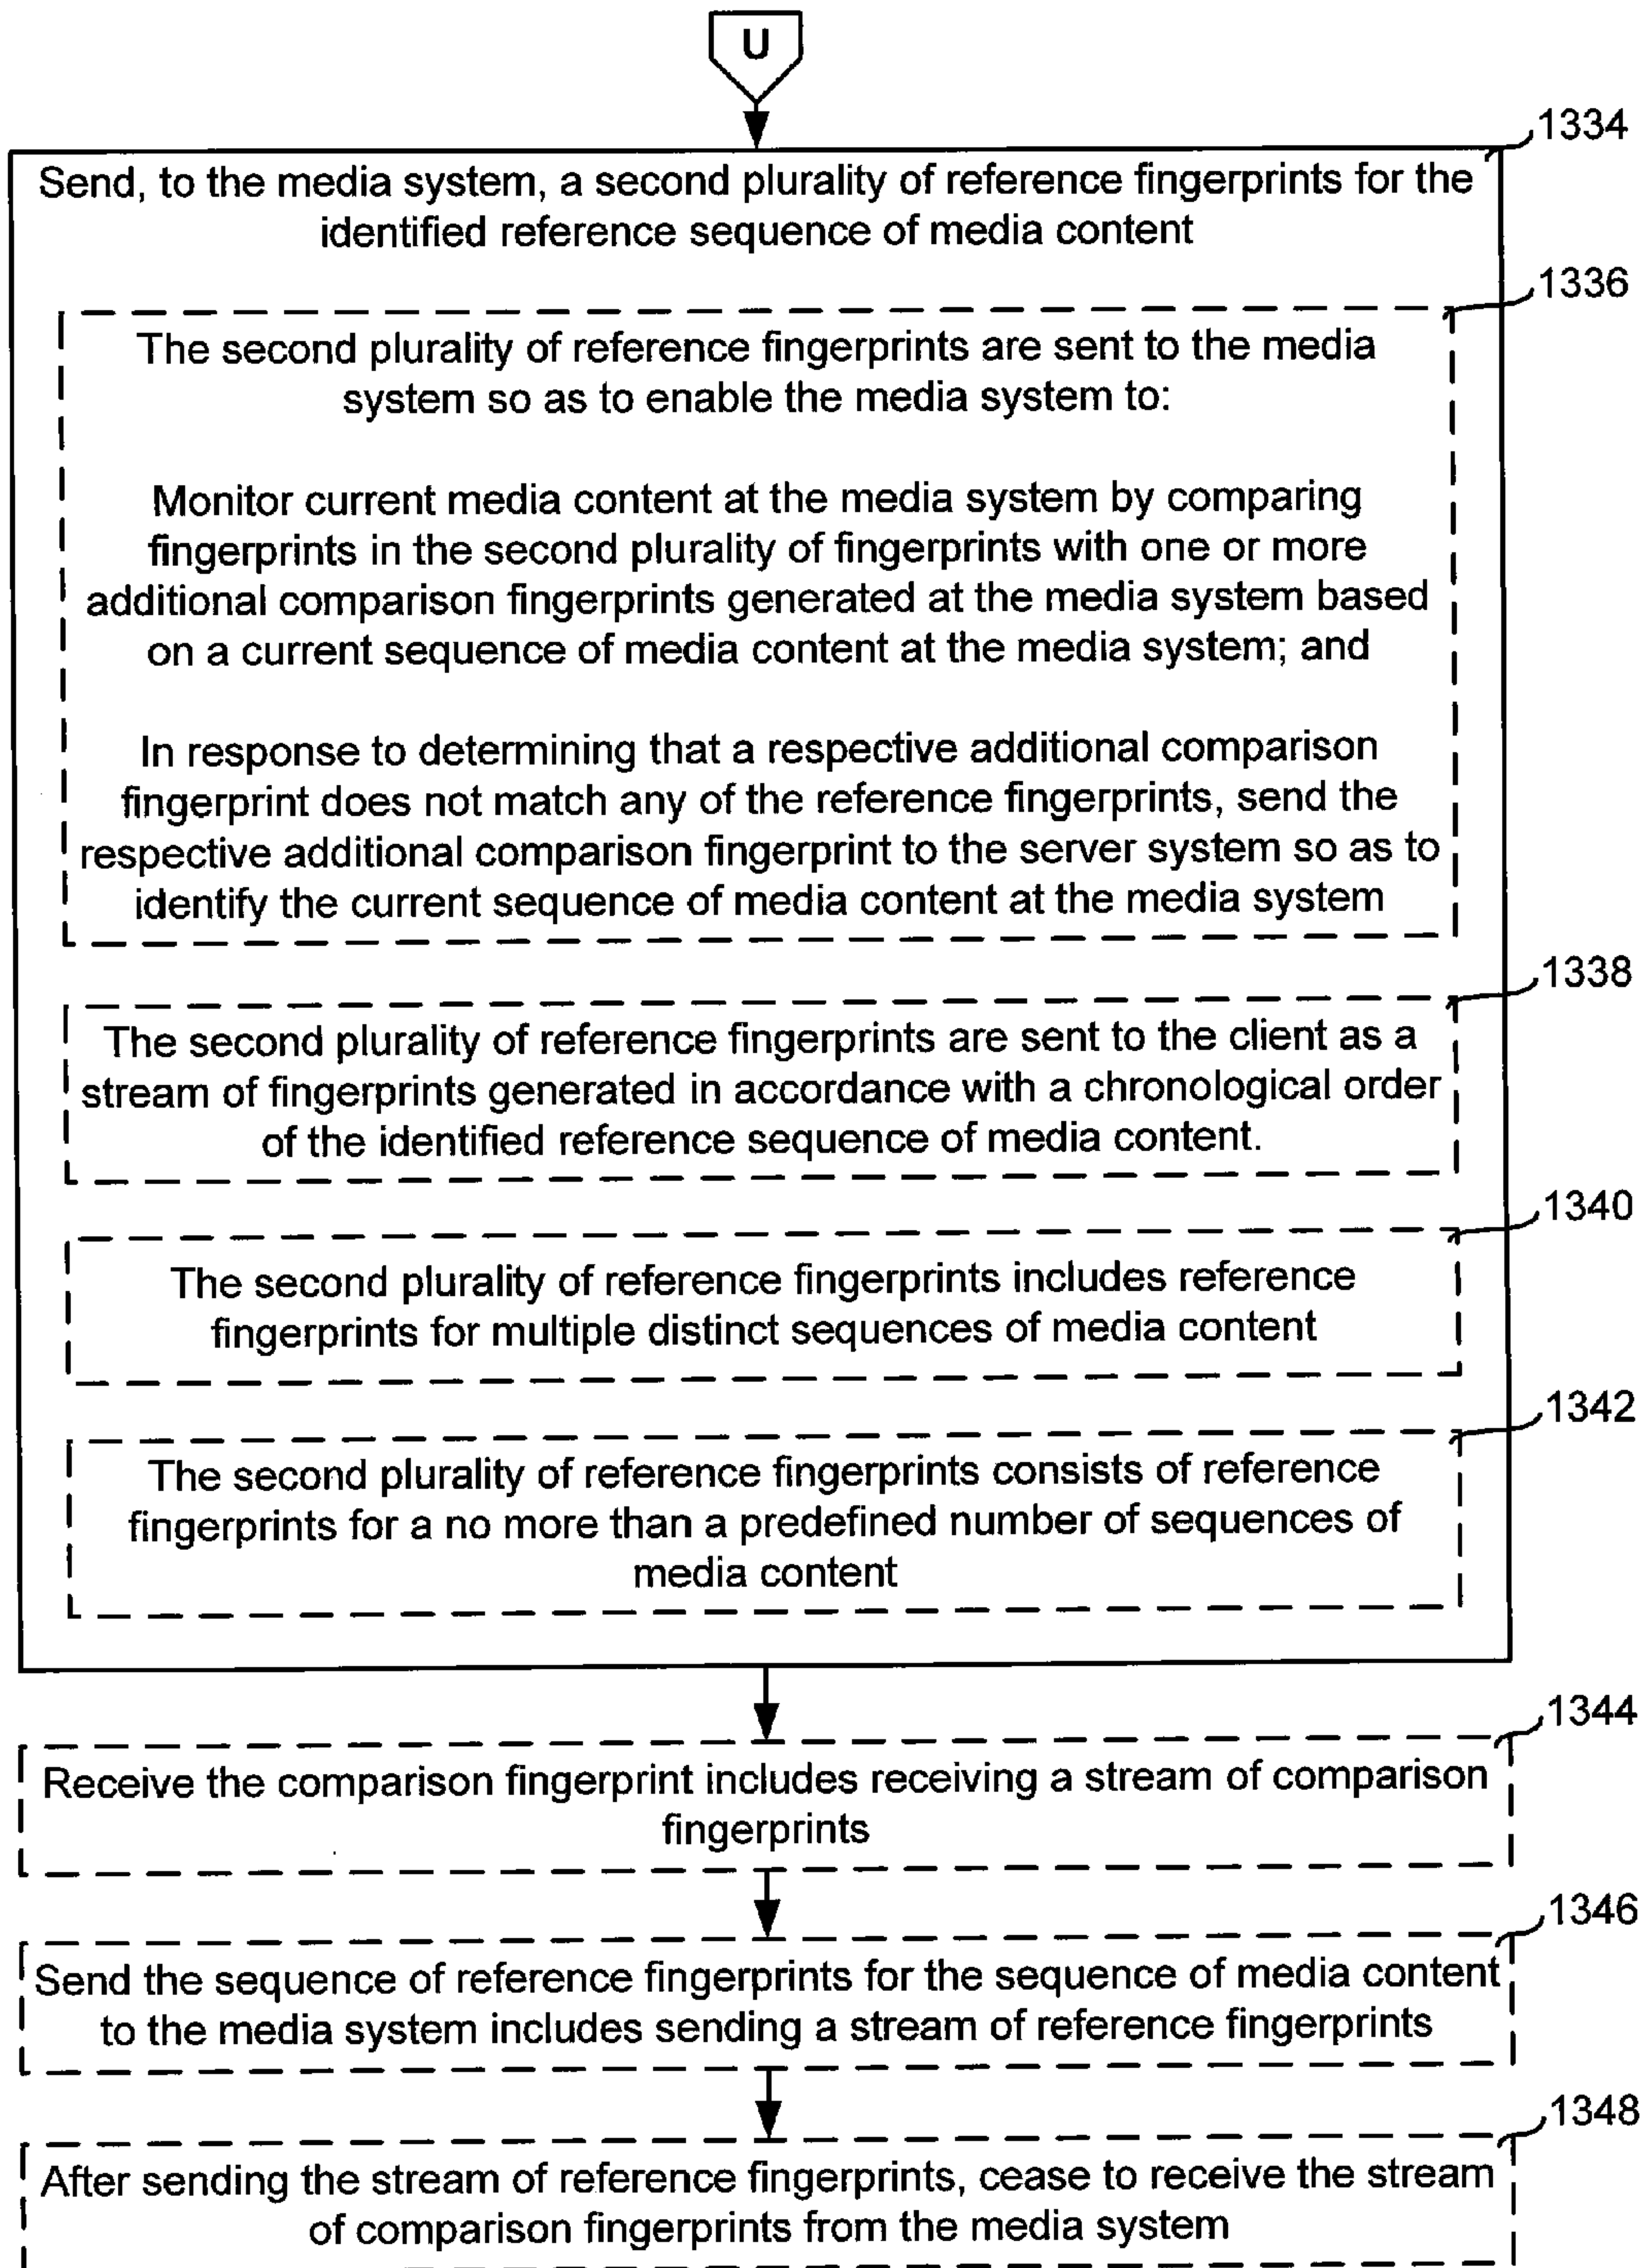 U
1334
Send, to the media system, a second plurality of reference fingerprints for the
identified reference sequence of media content
1336
The second plurality of reference fingerprints are sent to the media
system so as to enable the media system to:
Monitor current media content at the media system by comparing
fingerprints in the second plurality of fingerprints with one or more
additional comparison fingerprints generated at the media system based
on a current sequence of media content at the media system; and
In response to determining that a respective additional comparison
fingerprint does not match any of the reference fingerprints, send the
respective additional comparison fingerprint to the server system so as to
identify the current sequence of media content at the media system
1338
The second plurality of reference fingerprints are sent to the client as a
stream of fingerprints generated in accordance with a chronological order
of the identified reference sequence of media content.
1340
The second plurality of reference fingerprints includes reference
fingerprints for multiple distinct sequences of media content
1342
The second plurality of reference fingerprints consists of reference
fingerprints for a no more than a predefined number of sequences of
media content
1344
Receive the comparison fingerprint includes receiving a stream of comparison
fingerprints
1346
Send the sequence of reference fingerprints for the sequence of media content
to the media system includes sending a stream of reference fingerprints
1348
After sending the stream of reference fingerprints, cease to receive the stream
of comparison fingerprints from the media system